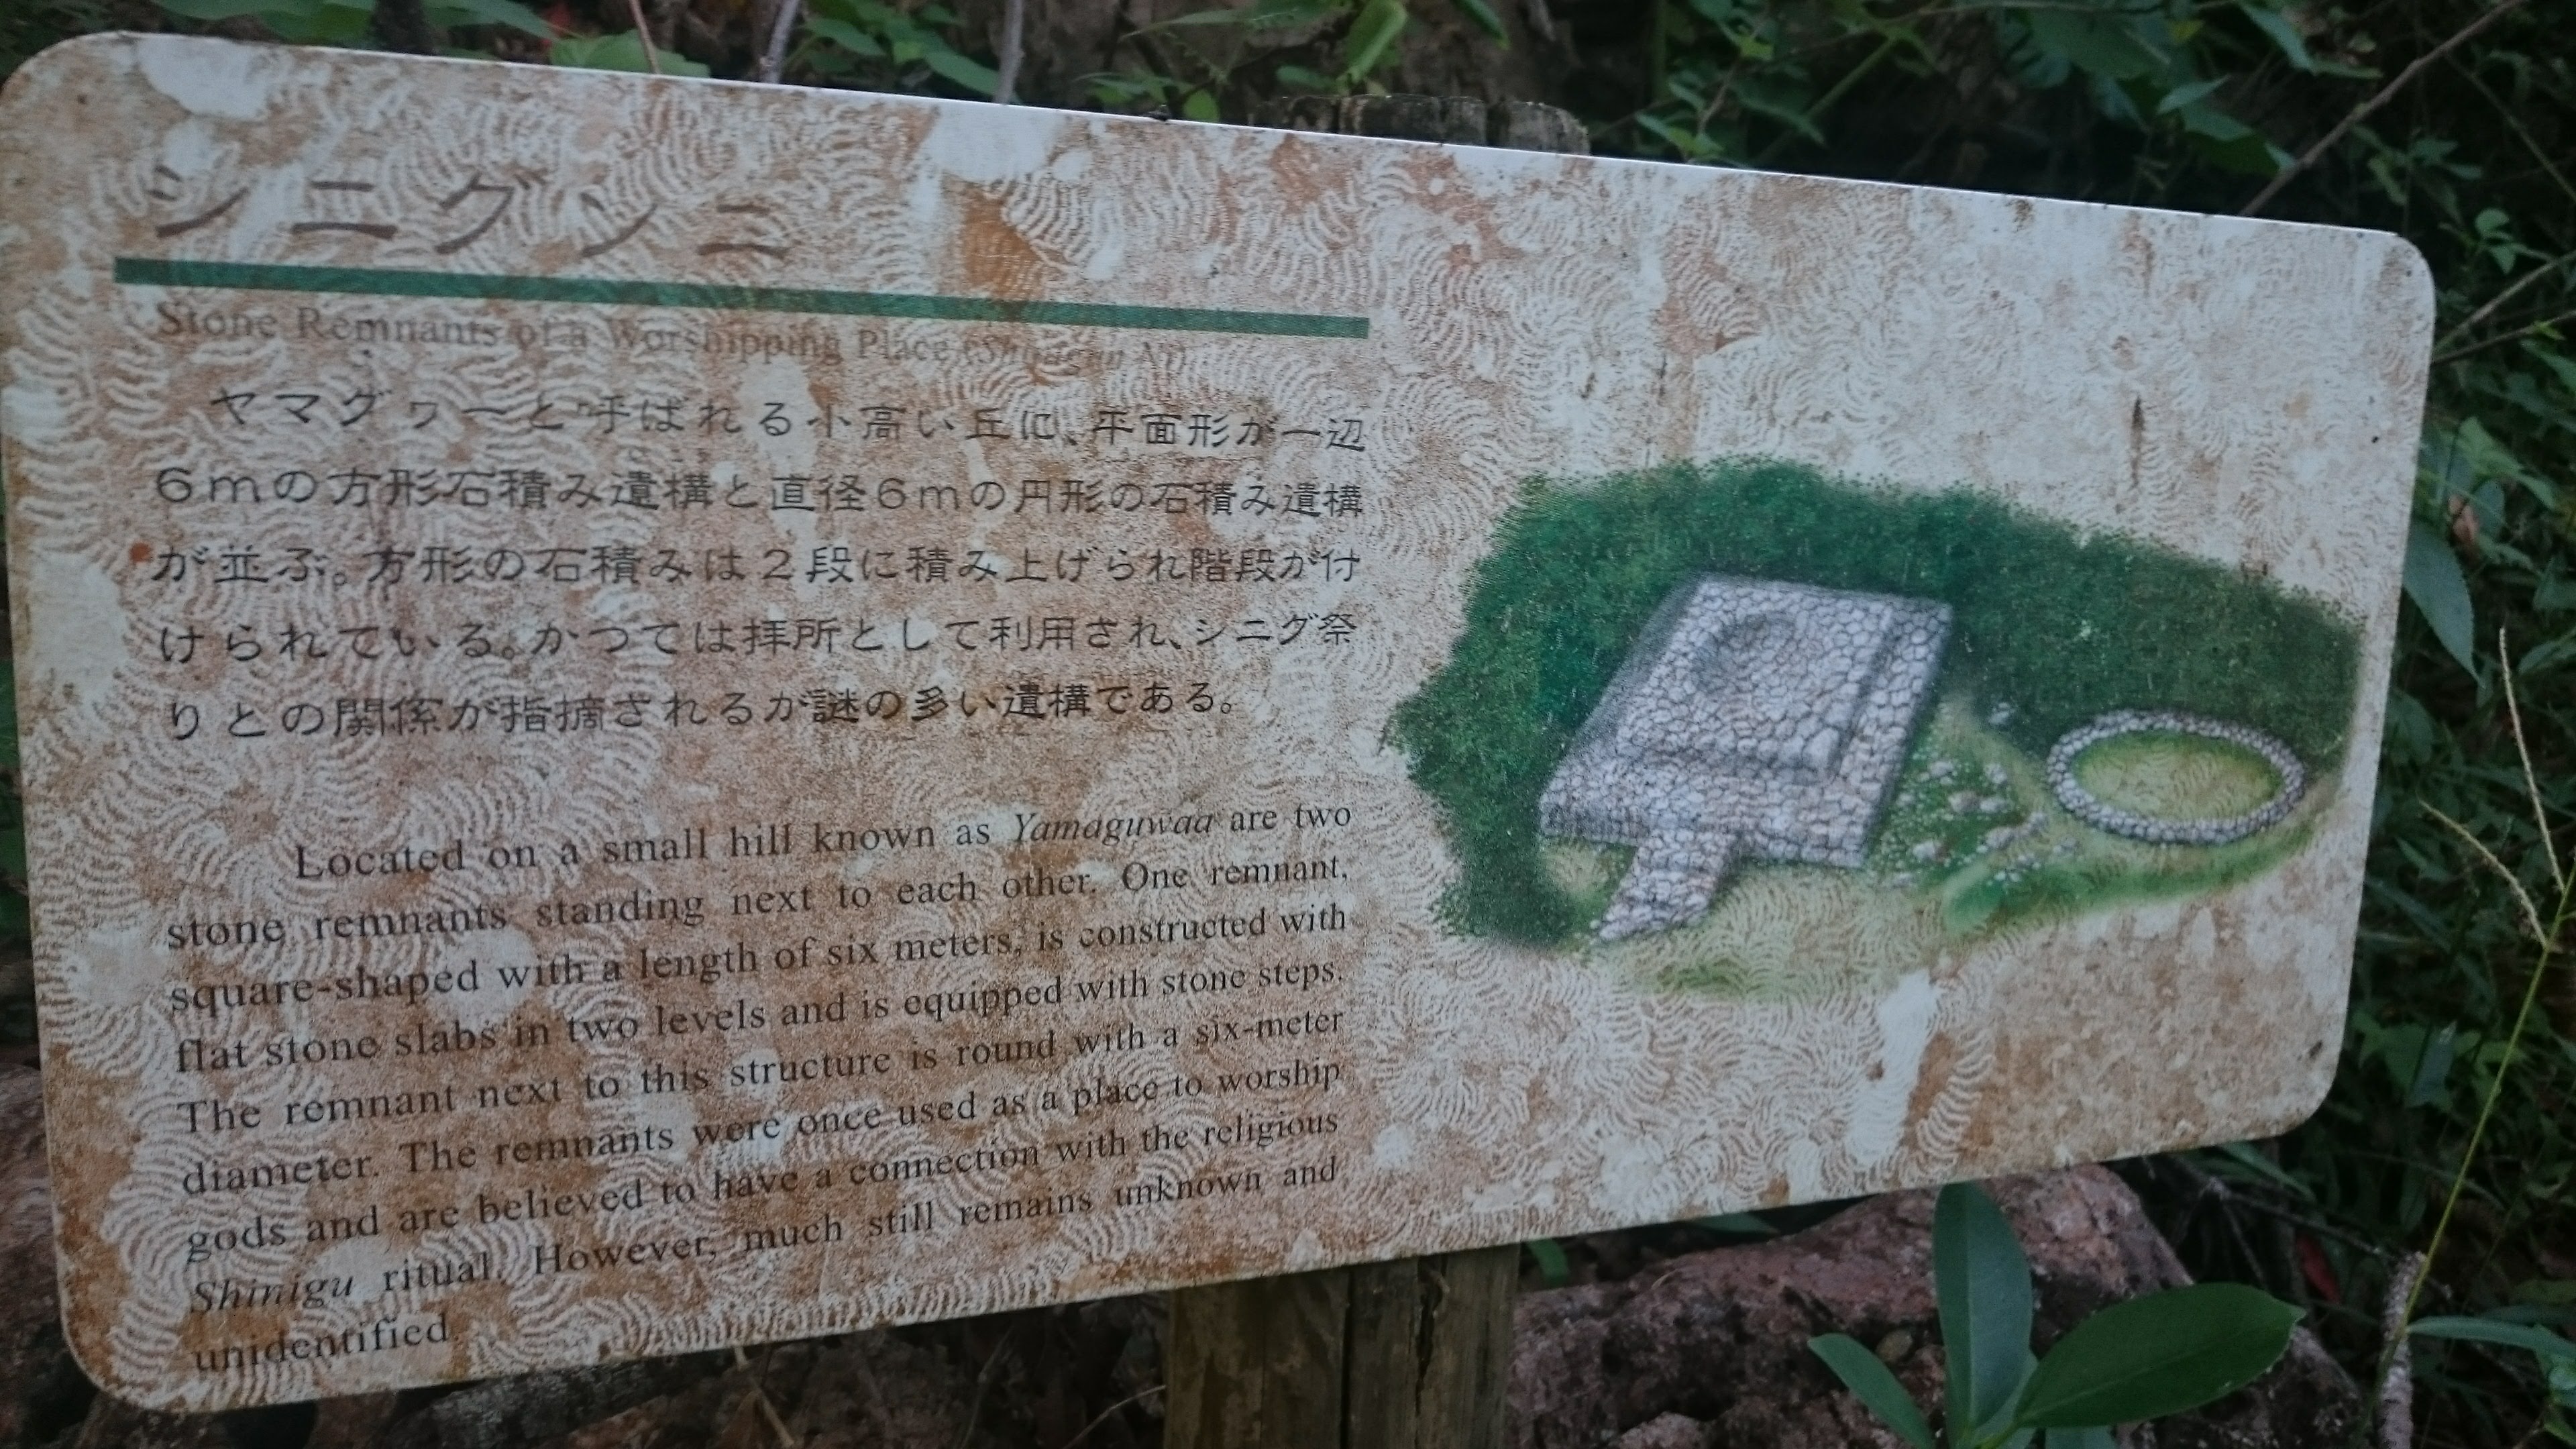 シニグンニ
Stone Remnants of a Worshipping Place
ヤマグヮーと呼ばれる小高い丘に、平面形が一辺
6mの方形石積み遺構と直径6mの円形の石積み遺構
が並ぶ。方形の石積みは2段に積み上げられ階段が付
けられている。かつては拝所として利用され、シニグ祭
りとの関係が指摘されるが謎の多い遺構である。
Located on a small hill known as Yamaguwaa are two
stone remnants standing next to each other. One remnant,
square-shaped with a length of six meters, is constructed with
flat stone slabs in two levels and is equipped with stone steps.
The remnant next to this structure is round with a six-meter
diameter. The remnants were once used as a place to worship
gods and are believed to have a connection with the religious
Shinigu ritual. However, much still remains unknown and
unidentified.